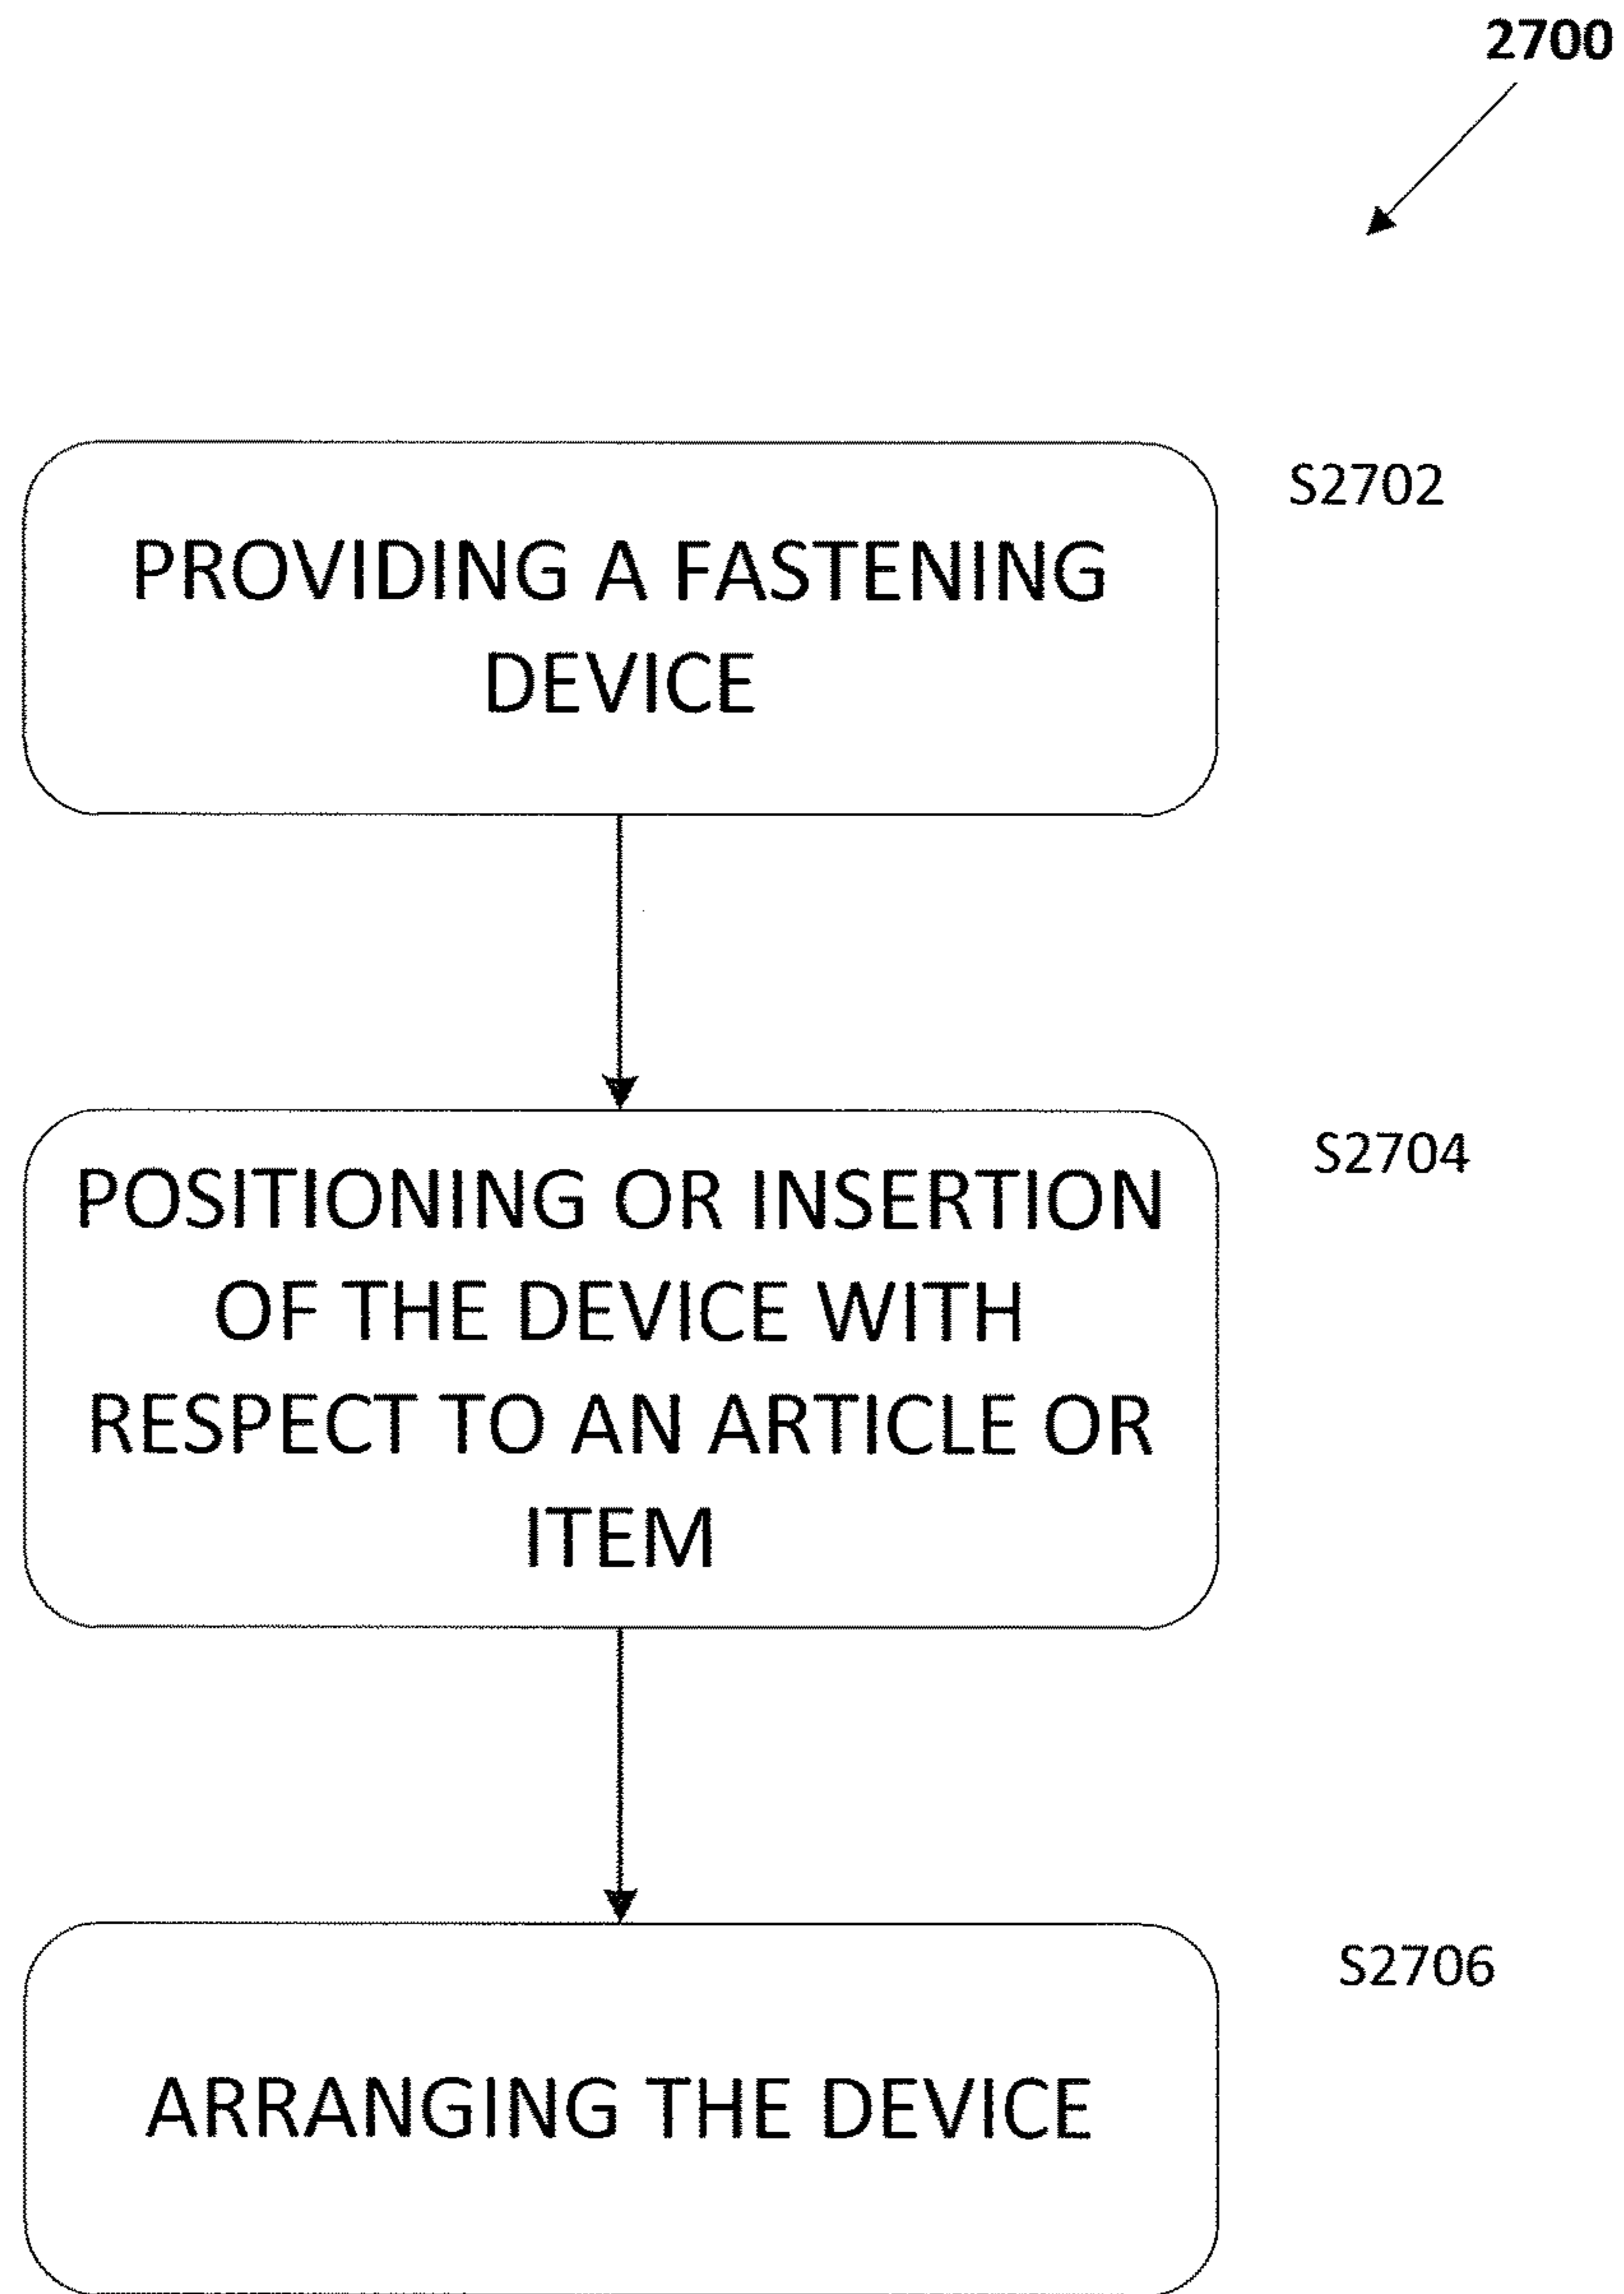 2700
S2702
PROVIDING A FASTENING
DEVICE
S2704
POSITIONING OR INSERTION
OF THE DEVICE WITH
RESPECT TO AN ARTICLE OR
ITEM
S2706
ARRANGING THE DEVICE